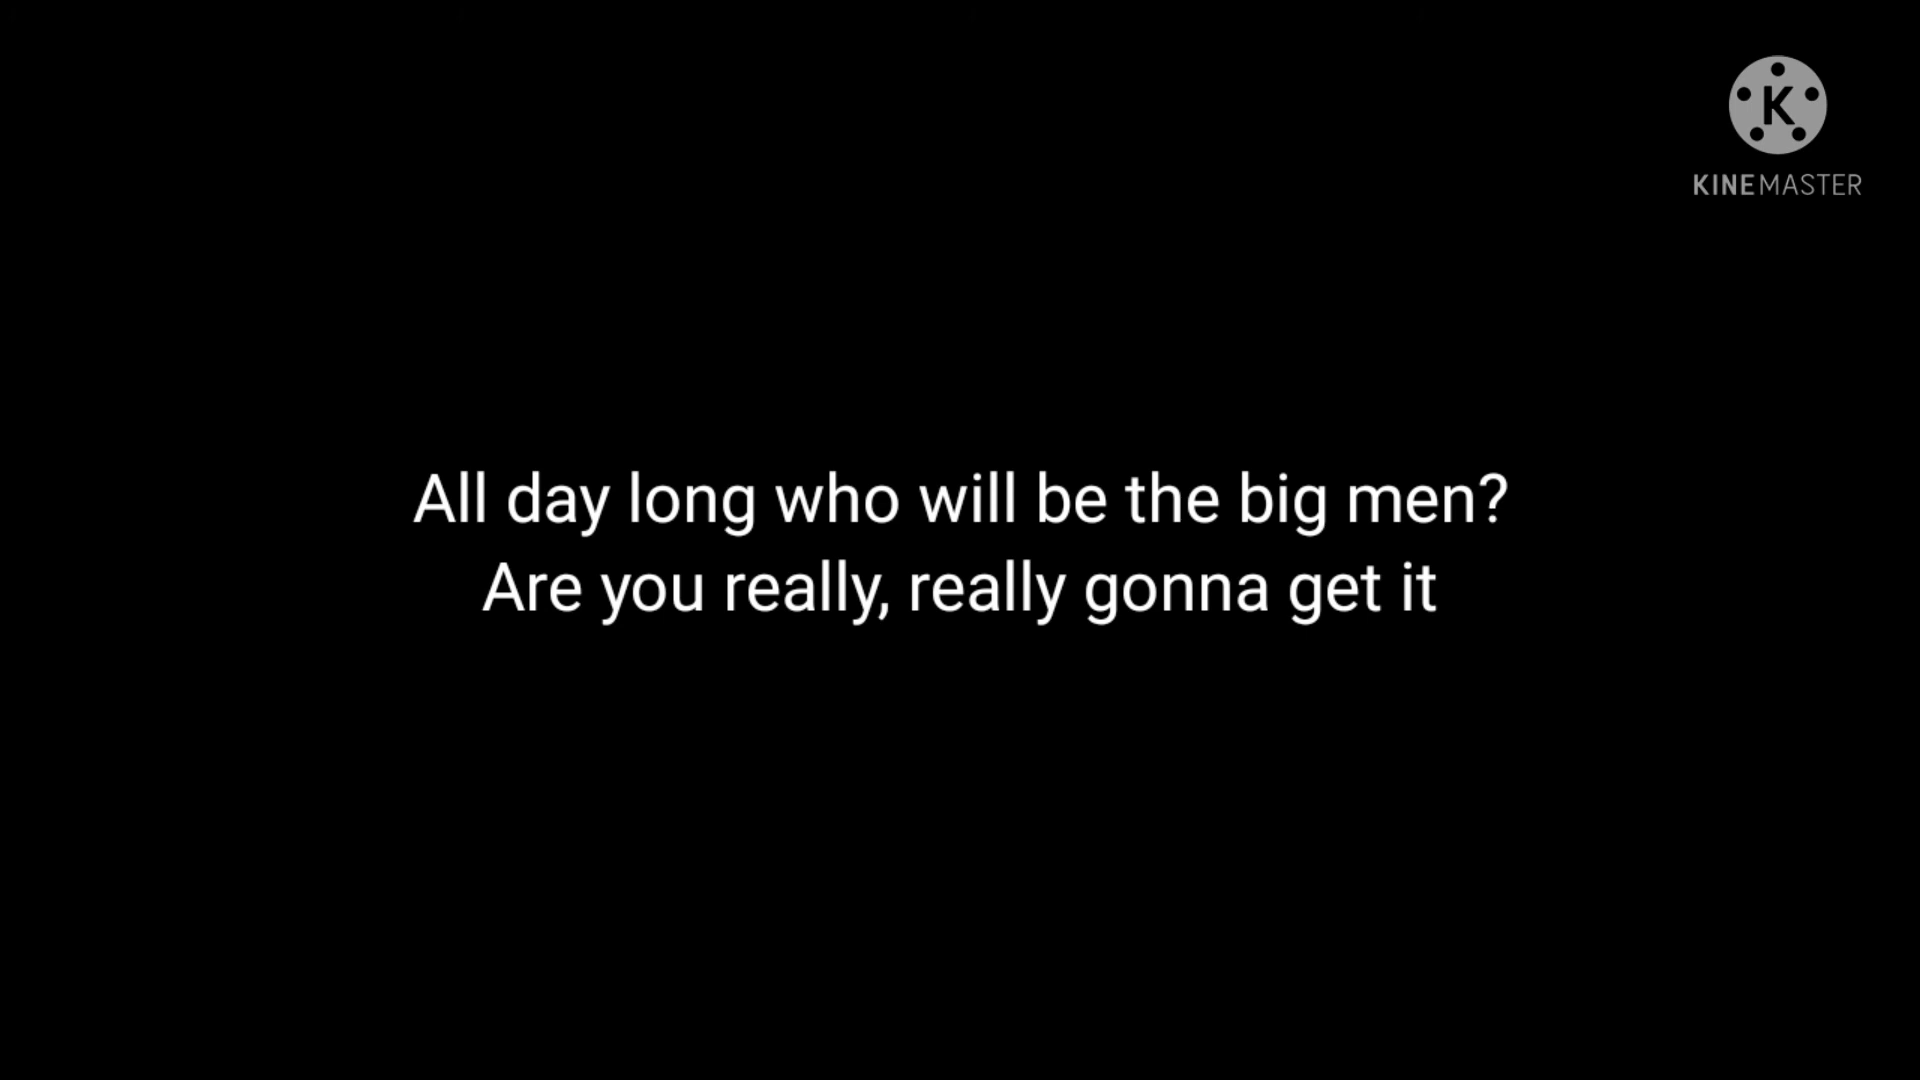 K
KINEMASTER
All day long who will be the big men?
Are you really, really gonna get it